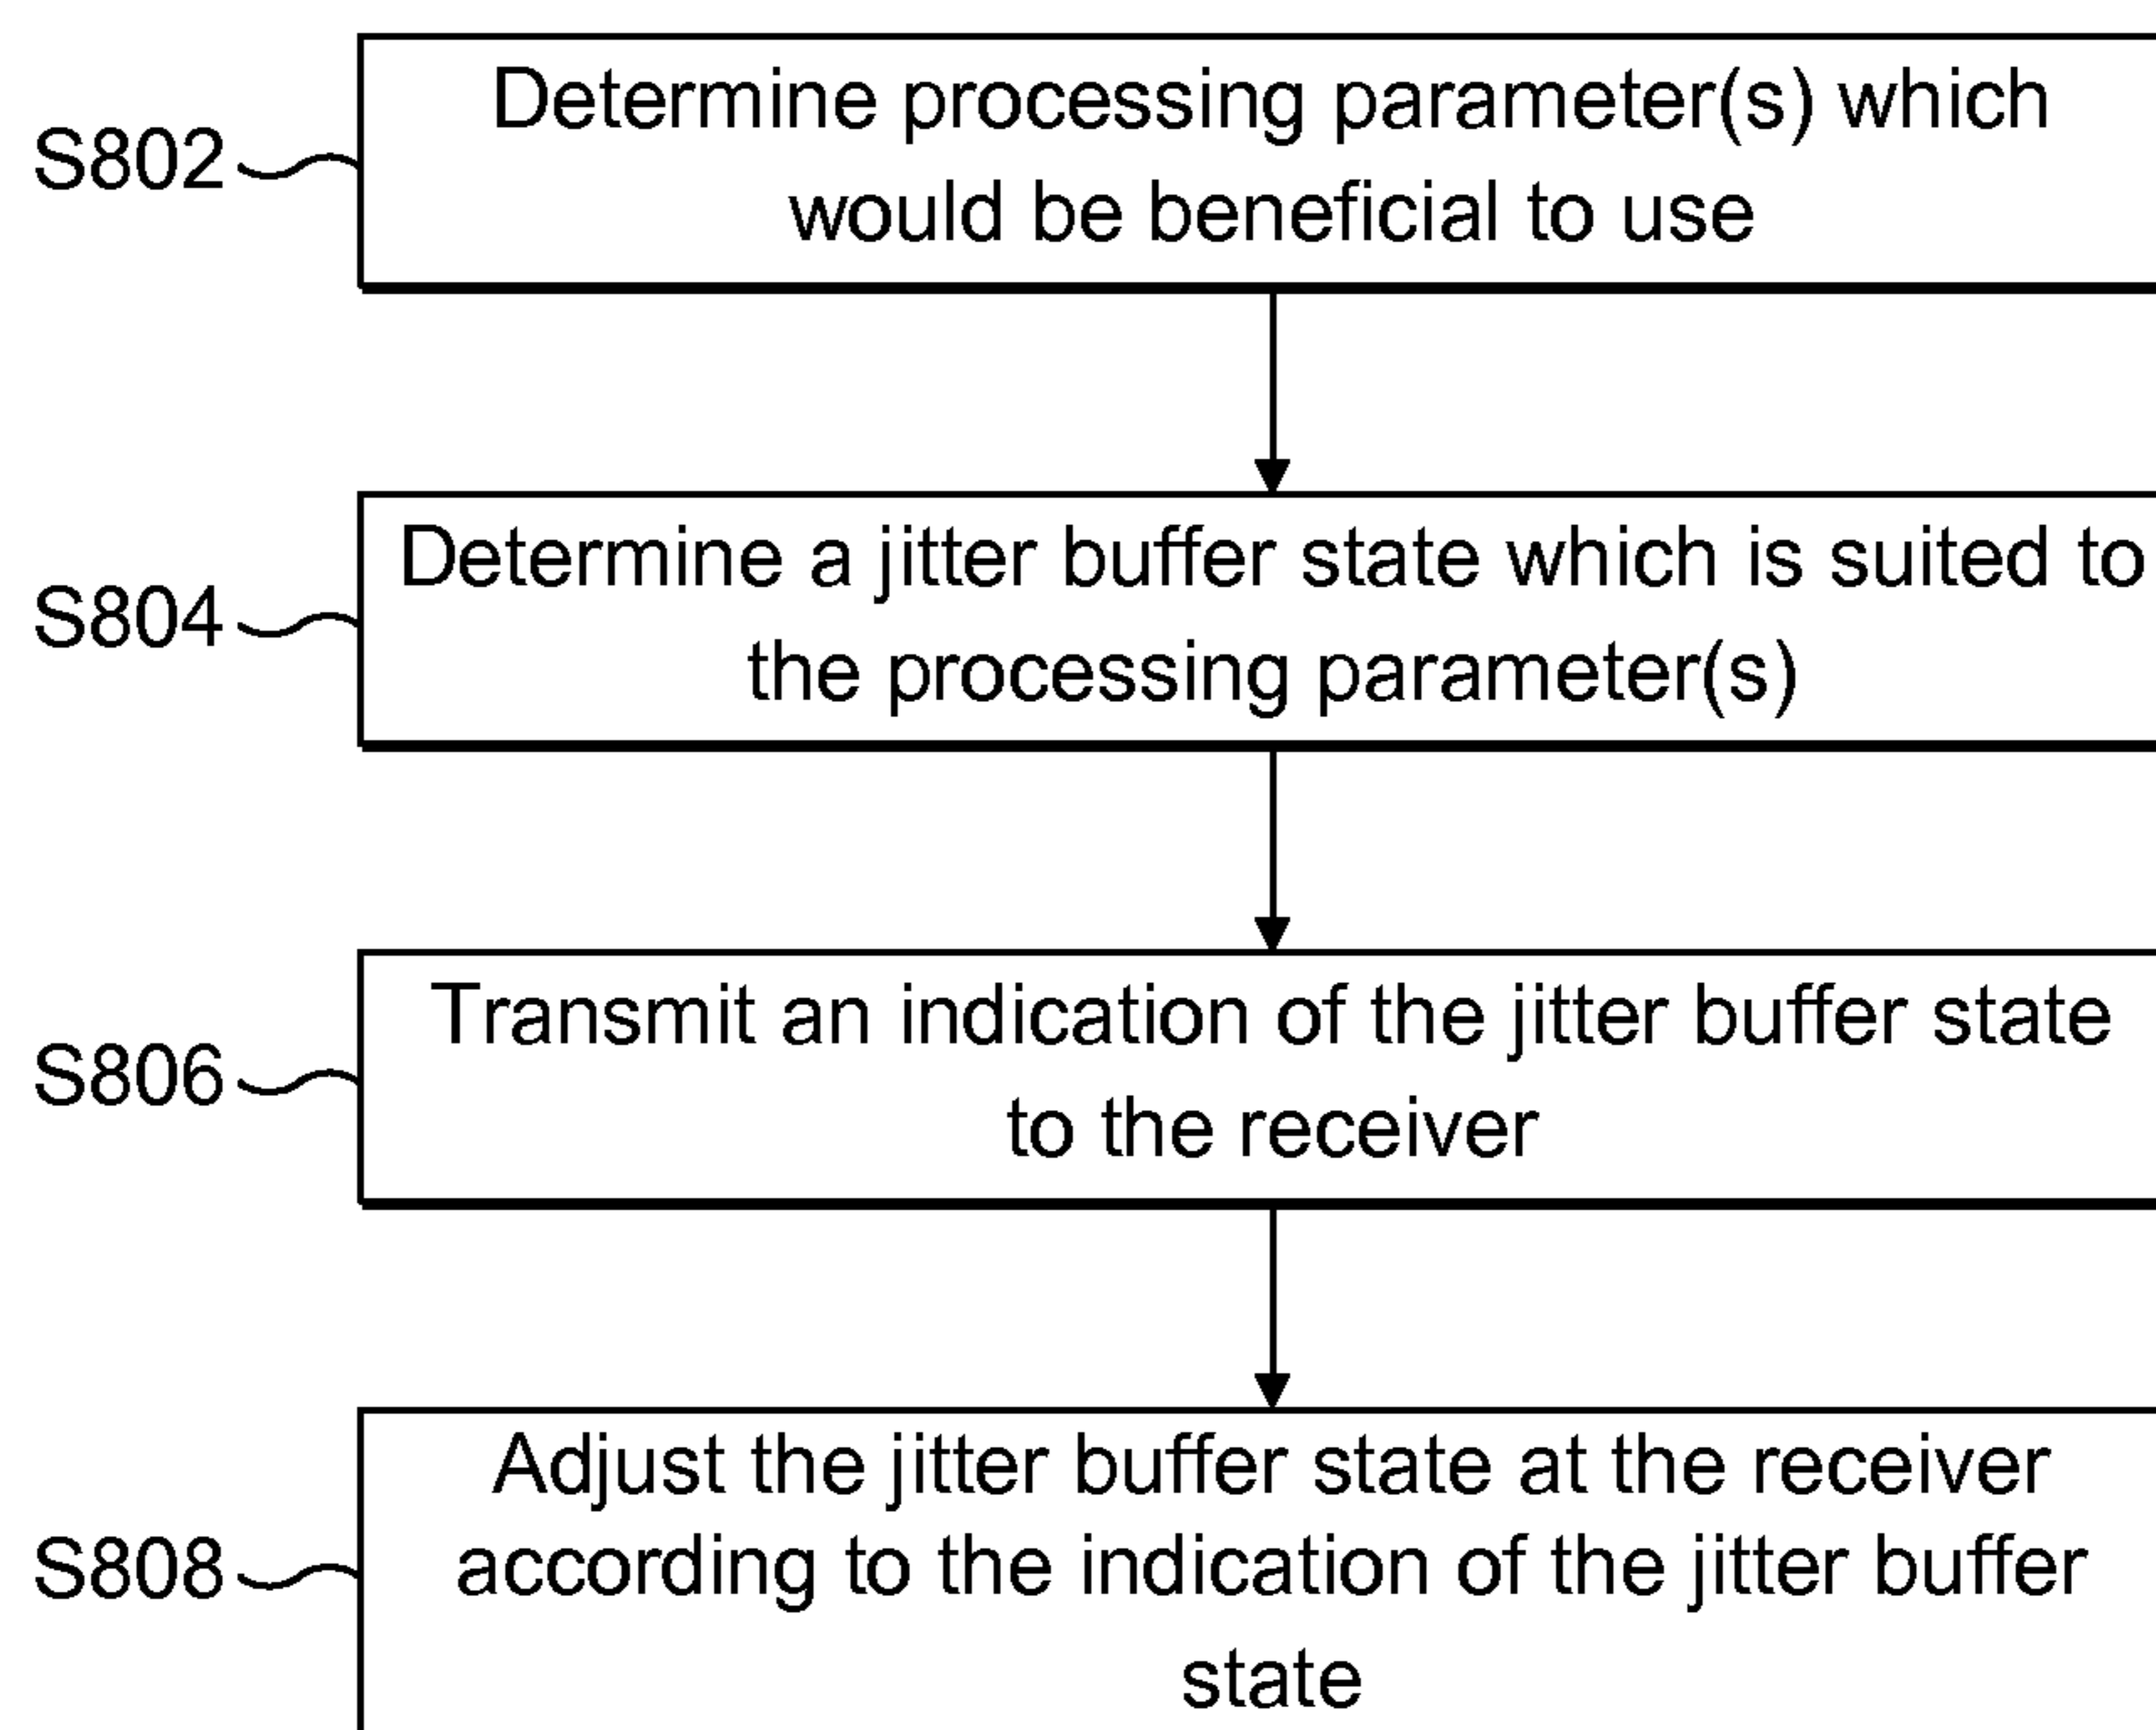 S802
Determine processing parameter(s) which
would be beneficial to use
S804
Determine a jitter buffer state which is suited to
the processing parameter(s)
S806
Transmit an indication of the jitter buffer state
to the receiver
S808
Adjust the jitter buffer state at the receiver
according to the indication of the jitter buffer
state